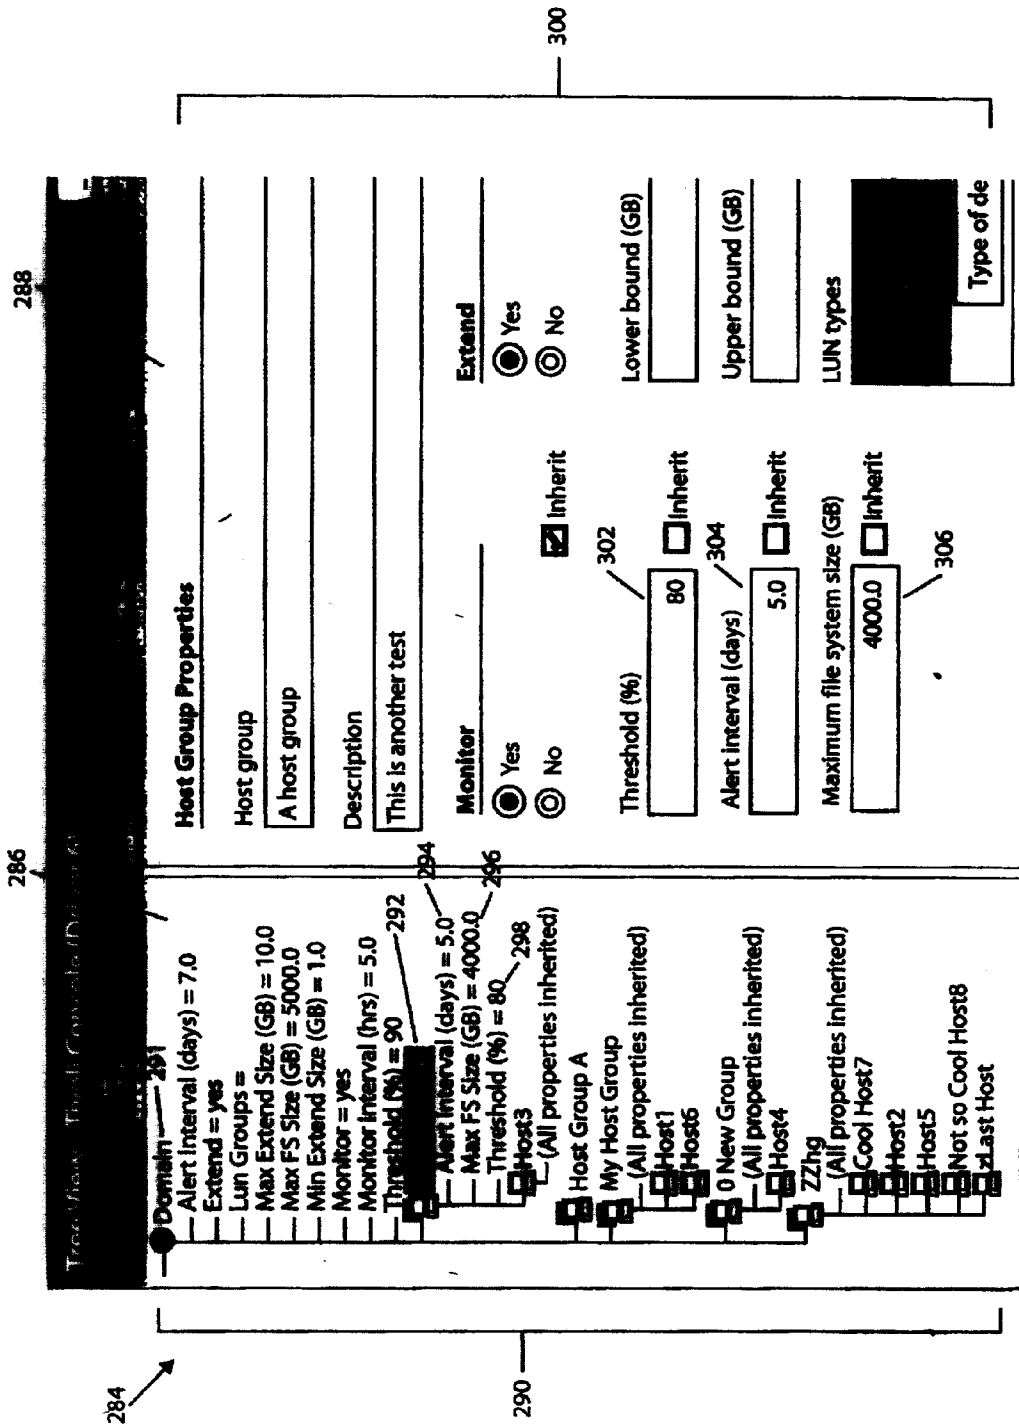 284
286
288
290
Domain
291
Alert Interval (days) = 7.0
Extend = yes
Lun Groups =
Max Extend Size (GB) = 10.0
Max FS Size (GB) = 5000.0
Min Extend Size (GB) = 1.0
Monitor = yes
Monitor Interval (hrs) = 5.0
Threshold (%) = 90
292
Alert Interval (days) = 5.0
294
Max FS Size (GB) = 4000.0
296
Threshold (%) = 80
298
Host3
(All properties inherited)
Host Group A
My Host Group
(All properties inherited)
Host1
Host6
0 New Group
(All properties inherited)
Host4
ZZhg
(All properties inherited)
Cool Host7
Host2
Host5
Not so Cool Host8
xLast Host
Host Group Properties
Host group
A host group
Description
This is another test
Monitor
Yes
No
Inherit
Threshold (%)
302
80
Inherit
Alert interval (days)
304
5.0
Inherit
Maximum file system size (GB)
4000.0
Inherit
306
Extend
Yes
No
Lower bound (GB)
Upper bound (GB)
LUN types
Type of de
300